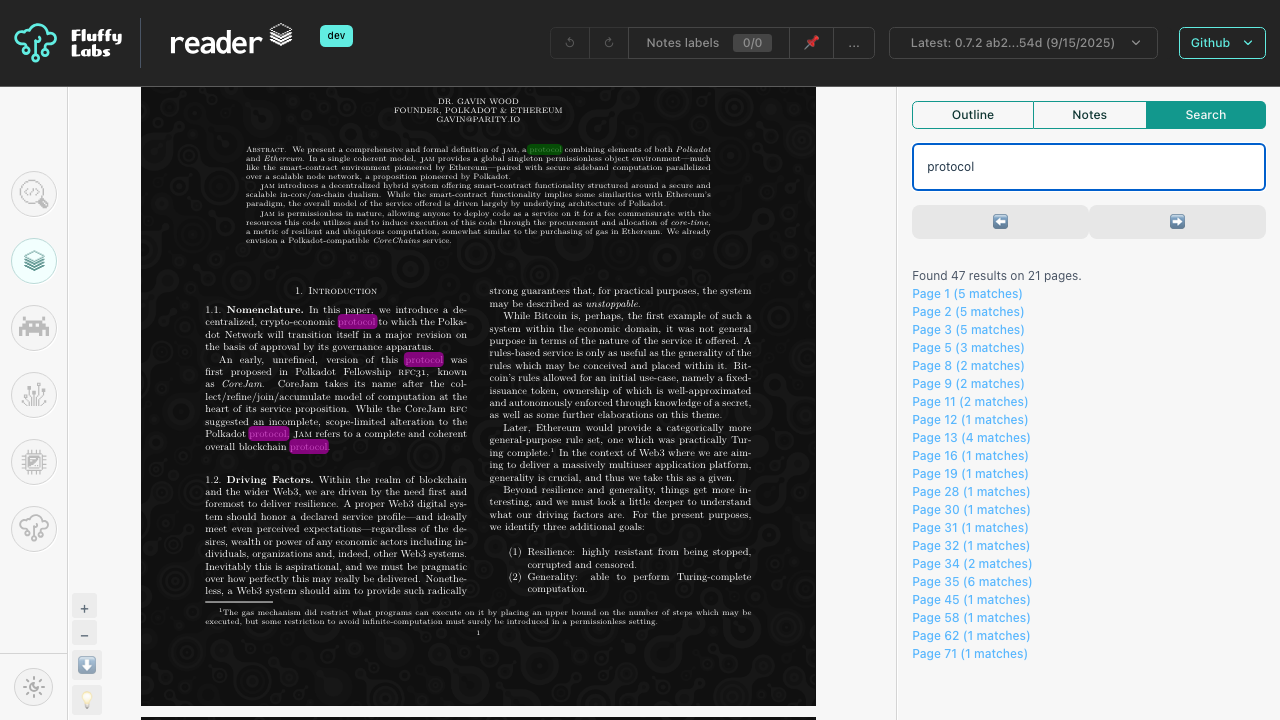 Fluffy Labs
reader
dev
Notes labels
0/0
...
Latest: 0.7.2 ab2...54d (9/15/2025)
Github
DR. GAVIN WOOD
FOUNDER, POLKADOT & ETHEREUM
GAVIN@PARITY.IO
Abstract. We present a comprehensive and formal definition of Jam, a protocol combining elements of both Polkadot
and Ethereum. In a single coherent model, Jam provides a global singleton permissionless object environment—much
like the smart-contract environment pioneered by Ethereum—paired with secure sideband computation parallelized
over a scalable node network, a proposition pioneered by Polkadot.
Jam introduces a decentralized hybrid system offering smart-contract functionality structured around a secure and
scalable in-core/on-chain dualism. While the smart-contract functionality implies some similarities with Ethereum's
paradigm, the overall model of the service offered is driven largely by underlying architecture of Polkadot.
Jam is permissionless in nature, allowing anyone to deploy code as a service on it for a fee commensurate with the
resources this code utilizes and to induce execution of this code through the procurement and allocation of core-time,
a metric of resilient and ubiquitous computation, somewhat similar to the purchasing of gas in Ethereum. We already
envision a Polkadot-compatible CoreChains service.
1. Introduction
1.1. Nomenclature. In this paper, we introduce a de-
centralized, crypto-economic protocol to which the Polka-
dot Network will transition itself in a major revision on
the basis of approval by its governance apparatus.
An early, unrefined, version of this protocol was
first proposed in Polkadot Fellowship RFC31, known
as CoreJam. CoreJam takes its name after the col-
lect/refine/join/accumulate model of computation at the
heart of its service proposition. While the CoreJam RFC
suggested an incomplete, scope-limited alteration to the
Polkadot protocol, Jam refers to a complete and coherent
overall blockchain protocol.
1.2. Driving Factors. Within the realm of blockchain
and the wider Web3, we are driven by the need first and
foremost to deliver resilience. A proper Web3 digital sys-
tem should honor a declared service profile—and ideally
meet even perceived expectations—regardless of the de-
sires, wealth or power of any economic actors including in-
dividuals, organizations and, indeed, other Web3 systems.
Inevitably this is aspirational, and we must be pragmatic
over how perfectly this may really be delivered. Nonethe-
less, a Web3 system should aim to provide such radically
strong guarantees that, for practical purposes, the system
may be described as unstoppable.
While Bitcoin is, perhaps, the first example of such a
system within the economic domain, it was not general
purpose in terms of the nature of the service it offered. A
rules-based service is only as useful as the generality of the
rules which may be conceived and placed within it. Bit-
coin's rules allowed for an initial use-case, namely a fixed-
issuance token, ownership of which is well-approximated
and autonomously enforced through knowledge of a secret,
as well as some further elaborations on this theme.
Later, Ethereum would provide a categorically more
general-purpose rule set, one which was practically Tur-
ing complete.1 In the context of Web3 where we are aim-
ing to deliver a massively multiuser application platform,
generality is crucial, and thus we take this as a given.
Beyond resilience and generality, things get more in-
teresting, and we must look a little deeper to understand
what our driving factors are. For the present purposes,
we identify three additional goals:
(1) Resilience: highly resistant from being stopped,
corrupted and censored.
(2) Generality: able to perform Turing-complete
computation.
1The gas mechanism did restrict what programs can execute on it by placing an upper bound on the number of steps which may be
executed, but some restriction to avoid infinite-computation must surely be introduced in a permissionless setting.
1
+
−
Outline
Notes
Search
protocol
Found 47 results on 21 pages.
Page 1 (5 matches)
Page 2 (5 matches)
Page 3 (5 matches)
Page 5 (3 matches)
Page 8 (2 matches)
Page 9 (2 matches)
Page 11 (2 matches)
Page 12 (1 matches)
Page 13 (4 matches)
Page 16 (1 matches)
Page 19 (1 matches)
Page 28 (1 matches)
Page 30 (1 matches)
Page 31 (1 matches)
Page 32 (1 matches)
Page 34 (2 matches)
Page 35 (6 matches)
Page 45 (1 matches)
Page 58 (1 matches)
Page 62 (1 matches)
Page 71 (1 matches)